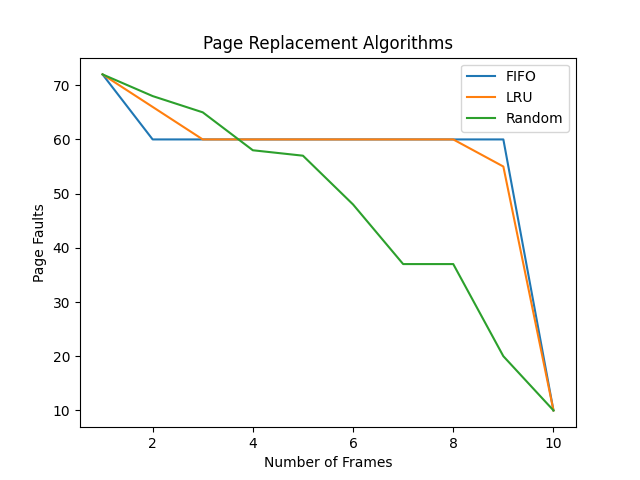 Page Replacement Algorithms
FIFO
LRU
Random
Page Faults
70
60
50
40
30
20
10
2 4 6 8 10
Number of Frames